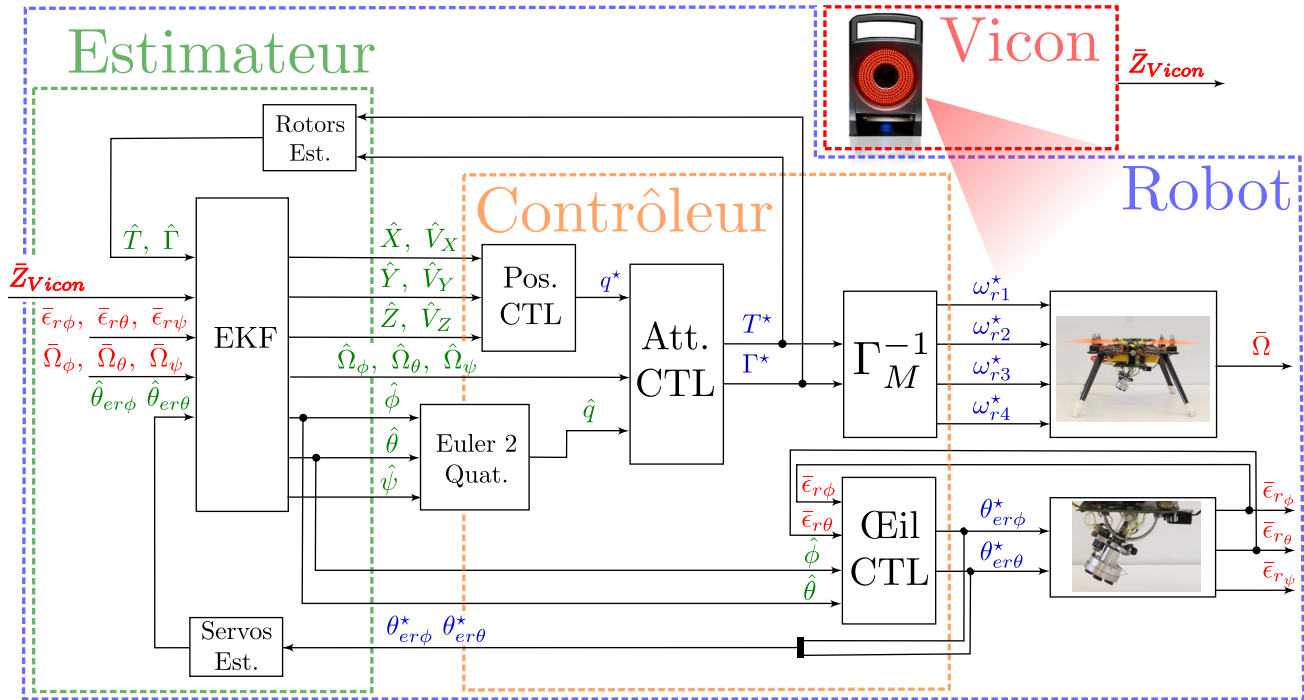 Estimateur
Vicon
Z̄_Vicon
Rotors
Est.
Robot
Contrôleur
T̂, Γ̂
X̂, V̂_X
Ŷ, V̂_Y
Ẑ, V̂_Z
Pos.
CTL
q*
Z̄_Vicon
ϵ̄_rϕ, ϵ̄_rθ, ϵ̄_rψ
Ω̄_ϕ, Ω̄_θ, Ω̄_ψ
θ̂_erϕ θ̂_erθ
EKF
Ω̂_ϕ, Ω̂_θ, Ω̂_ψ
ϕ̂
θ̂
ψ̂
Euler 2
Quat.
q̂
Att.
CTL
T*
Γ*
Γ_M^-1
ω*_r1
ω*_r2
ω*_r3
ω*_r4
Ω̄
ϵ̄_rϕ
ϵ̄_rθ
ϕ̂
θ̂
Œil
CTL
θ*_erϕ
θ*_erθ
ϵ̄_rϕ
ϵ̄_rθ
ϵ̄_rψ
Servos
Est.
θ*_erϕ θ*_erθ